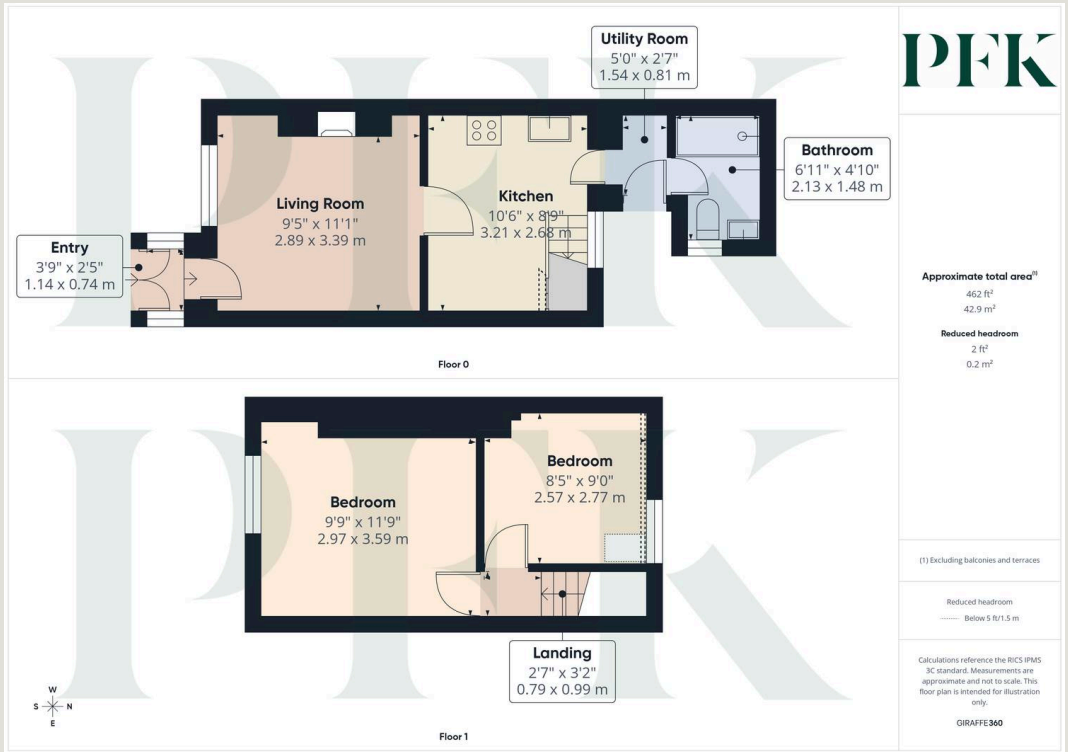 Utility Room
5'0" x 2'7"
1.54 x 0.81 m
Bathroom
6'11" x 4'10"
2.13 x 1.48 m
Living Room
9'5" x 11'1"
2.89 x 3.39 m
Kitchen
10'6" x 8'9"
3.21 x 2.68 m
Entry
3'9" x 2'5"
1.14 x 0.74 m
Floor 0
Bedroom
9'9" x 11'9"
2.97 x 3.59 m
Bedroom
8'5" x 9'0"
2.57 x 2.77 m
Landing
2'7" x 3'2"
0.79 x 0.99 m
W
S N
E
Floor 1
PFK
PFK
PFK
Approximate total area(1)
462 ft²
42.9 m²
Reduced headroom
2 ft²
0.2 m²
(1) Excluding balconies and terraces
Reduced headroom
Below 5 ft/1.5 m
Calculations reference the RICS IPMS
3C standard. Measurements are
approximate and not to scale. This
floor plan is intended for illustration
only.
GIRAFFE360